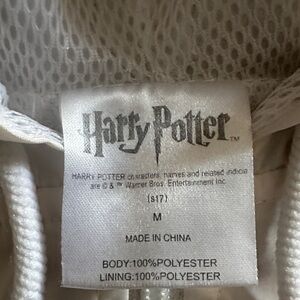 Harry Potter™
HARRY POTTER characters, names and related indicia
are © & ™ Warner Bros. Entertainment Inc.
(s17)
M
MADE IN CHINA
BODY:100%POLYESTER
LINING:100%POLYESTER